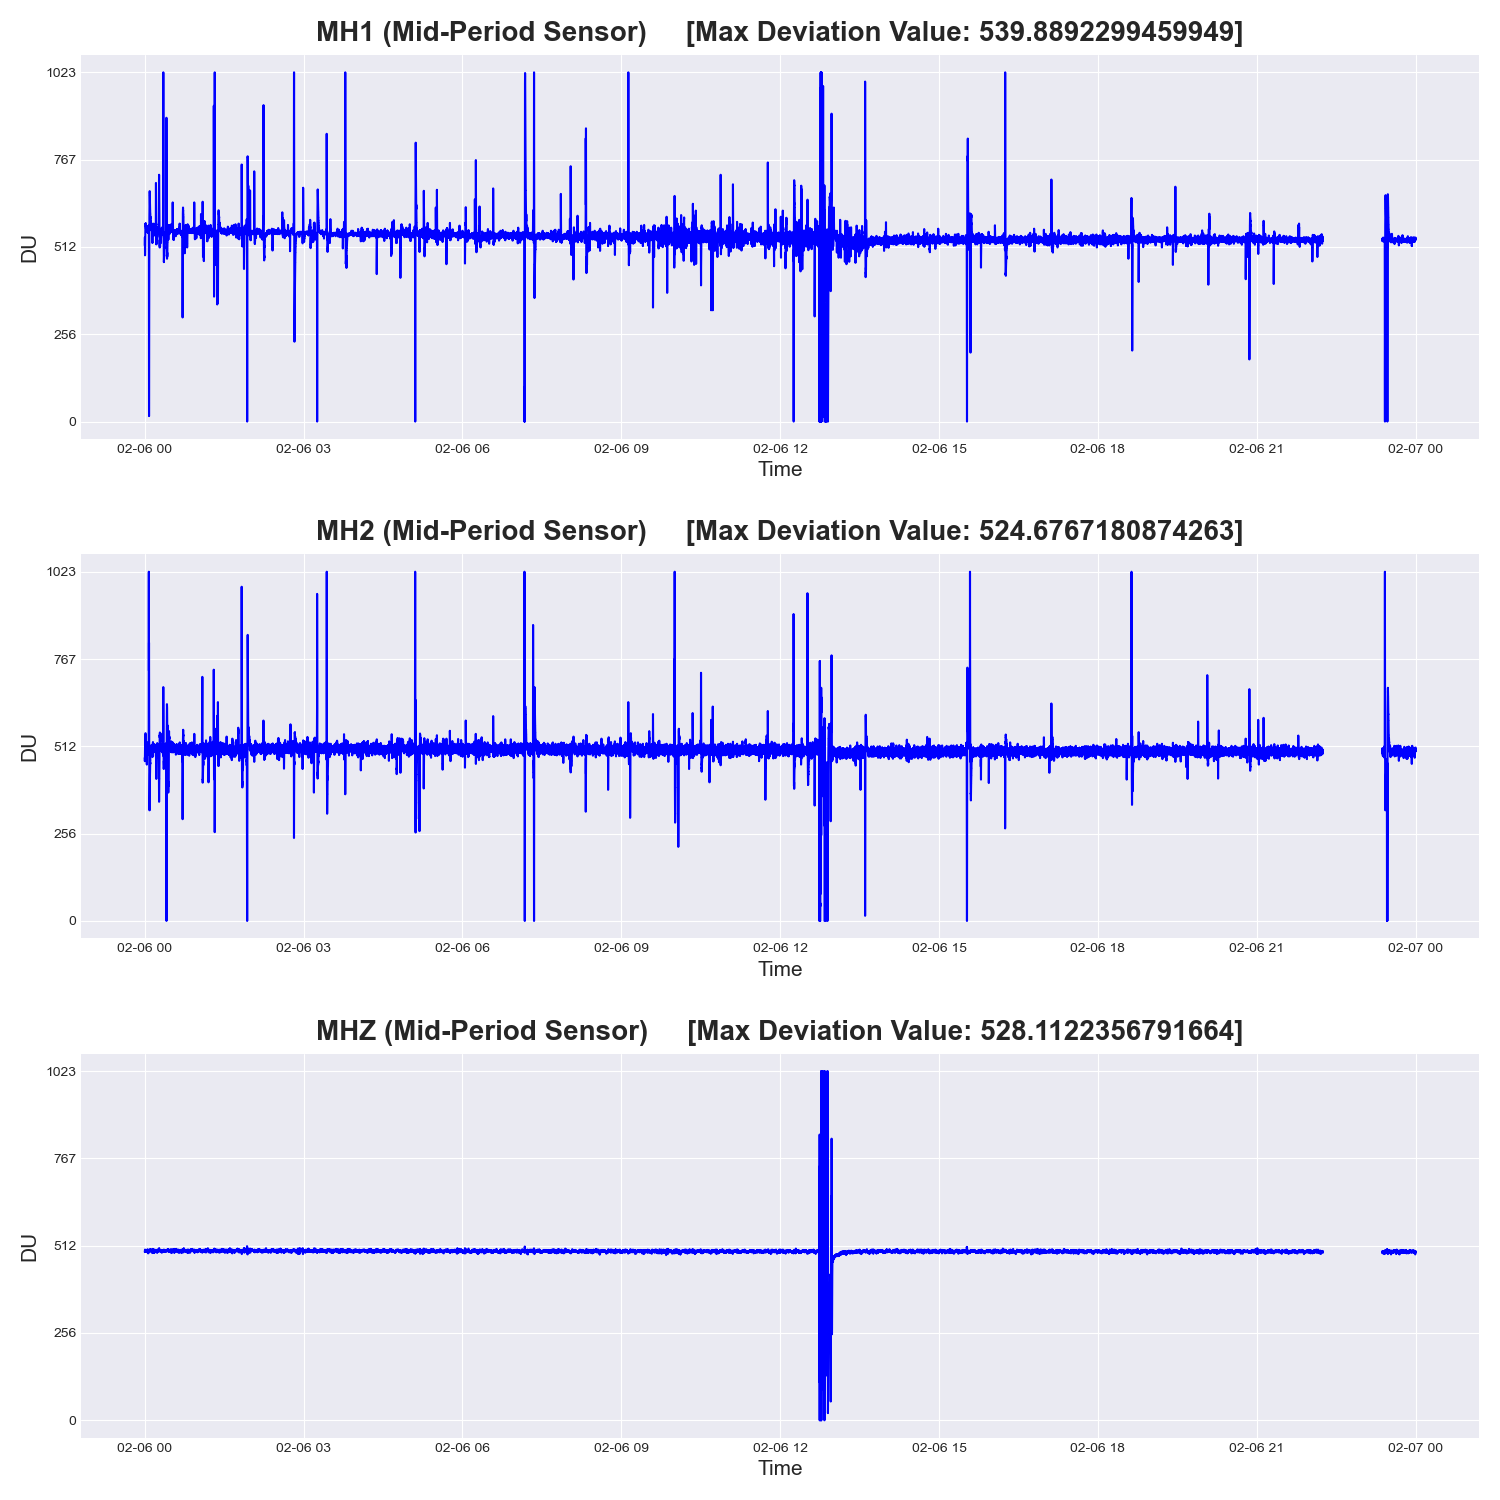 MH1 (Mid-Period Sensor) [Max Deviation Value: 539.8892299459949]
1023
767
512
256
0
DU
02-06 00 02-06 03 02-06 06 02-06 09 02-06 12 02-06 15 02-06 18 02-06 21 02-07 00
Time
MH2 (Mid-Period Sensor) [Max Deviation Value: 524.6767180874263]
1023
767
512
256
0
DU
02-06 00 02-06 03 02-06 06 02-06 09 02-06 12 02-06 15 02-06 18 02-06 21 02-07 00
Time
MHZ (Mid-Period Sensor) [Max Deviation Value: 528.1122356791664]
1023
767
512
256
0
DU
02-06 00 02-06 03 02-06 06 02-06 09 02-06 12 02-06 15 02-06 18 02-06 21 02-07 00
Time